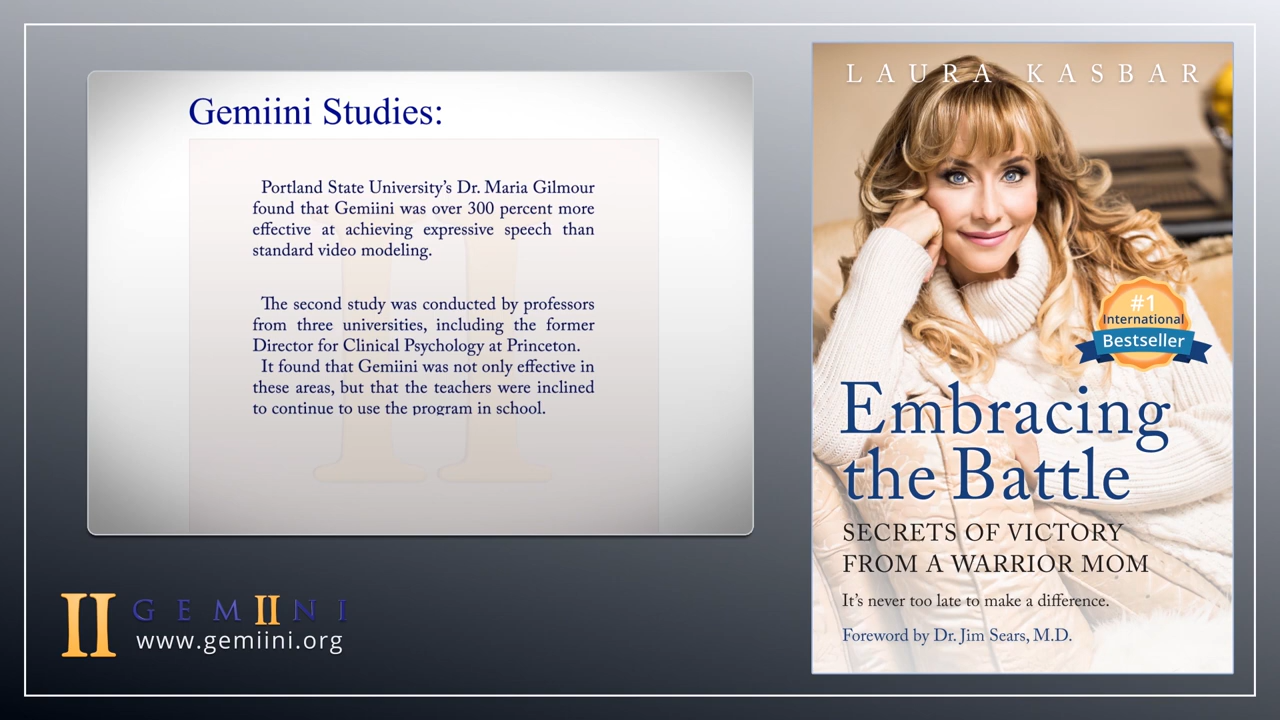 Gemiini Studies:
Portland State University’s Dr. Maria Gilmour
found that Gemiini was over 300 percent more
effective at achieving expressive speech than
standard video modeling.
The second study was conducted by professors
from three universities, including the former
Director for Clinical Psychology at Princeton.
It found that Gemiini was not only effective in
these areas, but that the teachers were inclined
to continue to use the program in school.
GEMIINI
www.gemiini.org
LAURA KASBAR
#1
International
Bestseller
Embracing
the Battle
SECRETS OF VICTORY
FROM A WARRIOR MOM
It’s never too late to make a difference.
Foreword by Dr. Jim Sears, M.D.